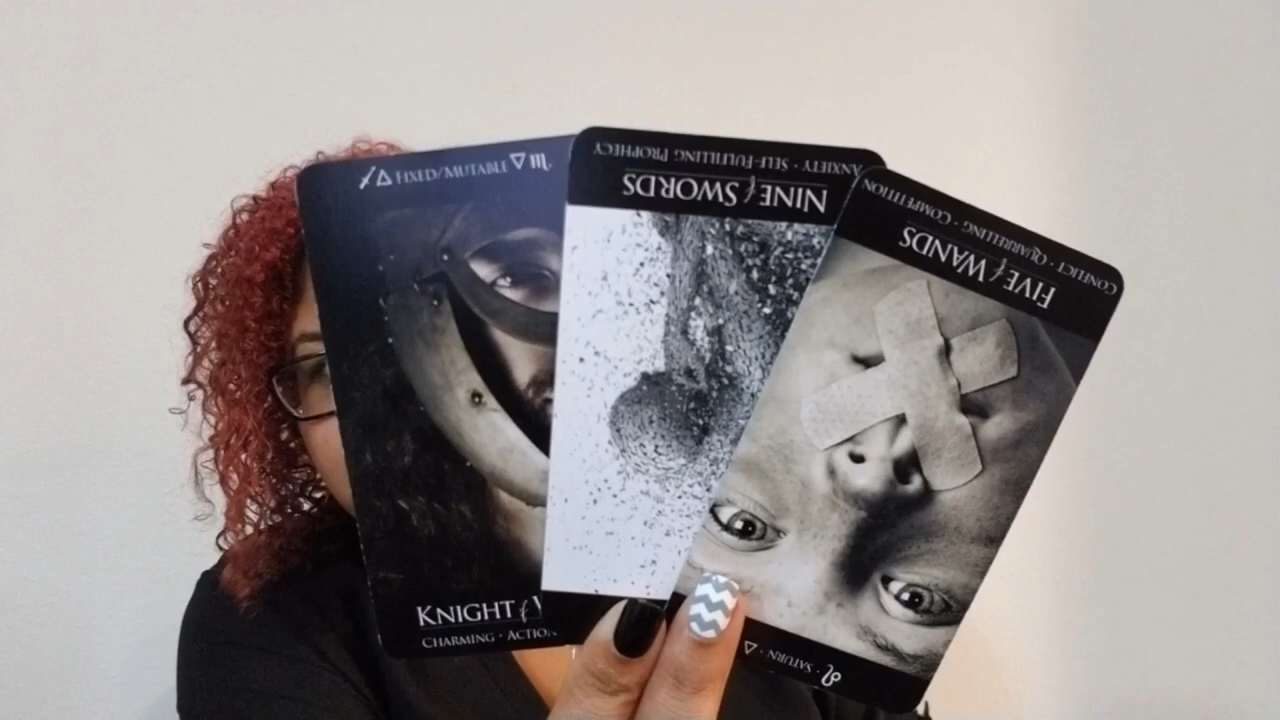 ♐ △ FIXED/MUTABLE ▽ ♏
KNIGHT of
CHARMING · ACTION
ANXIETY · SELF-FULFILLING PROPHECY
NINE of SWORDS
CONFLICT · QUARRELLING · COMPETITION
FIVE of WANDS
♌ · SATURN · △